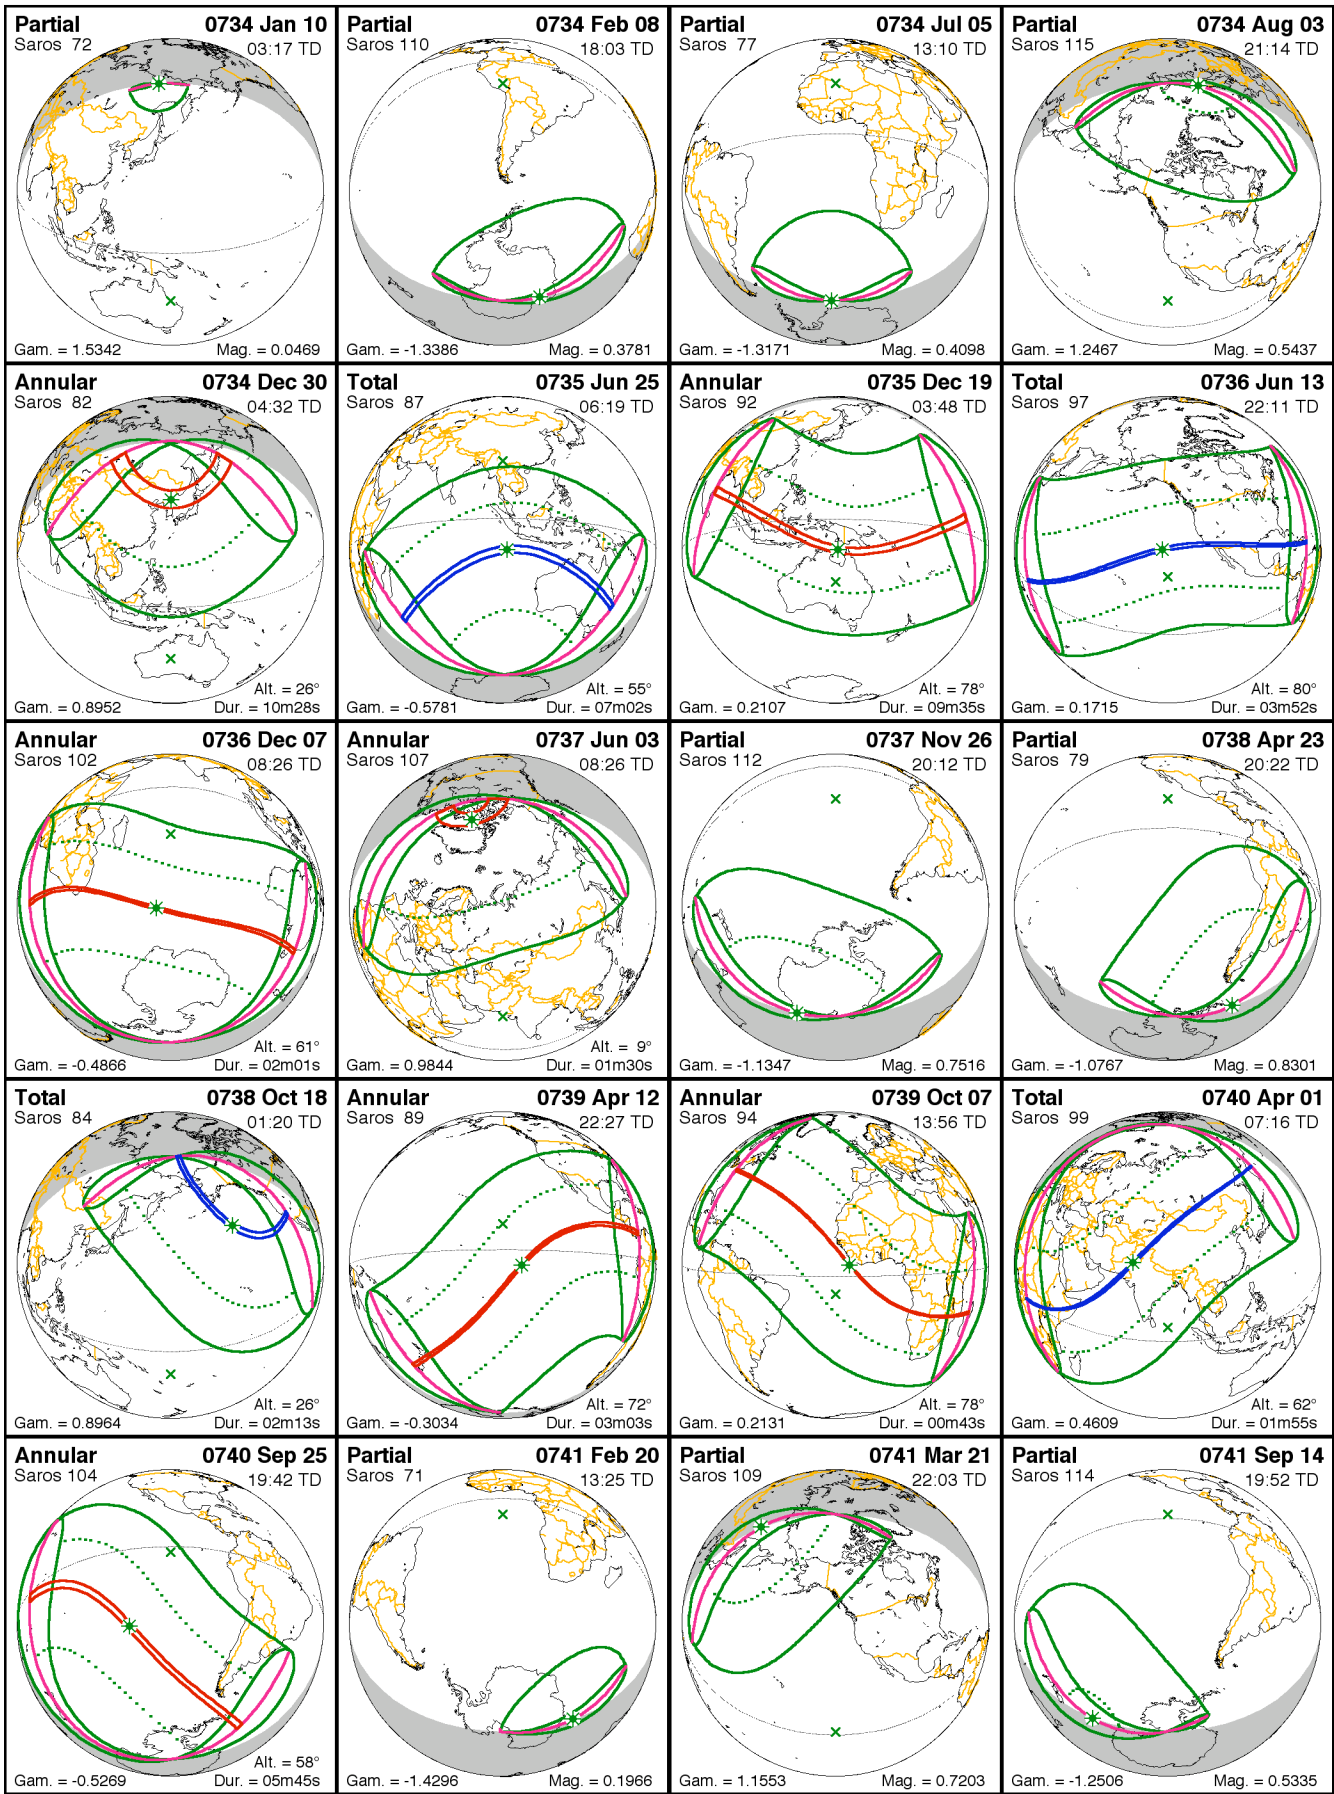 Partial 0734 Jan 10
Saros 72 03:17 TD
Gam. = 1.5342 Mag. = 0.0469
Partial 0734 Feb 08
Saros 110 18:03 TD
Gam. = -1.3386 Mag. = 0.3781
Partial 0734 Jul 05
Saros 77 13:10 TD
Gam. = -1.3171 Mag. = 0.4098
Partial 0734 Aug 03
Saros 115 21:14 TD
Gam. = 1.2467 Mag. = 0.5437
Annular 0734 Dec 30
Saros 82 04:32 TD
Alt. = 26°
Gam. = 0.8952 Dur. = 10m28s
Total 0735 Jun 25
Saros 87 06:19 TD
Alt. = 55°
Gam. = -0.5781 Dur. = 07m02s
Annular 0735 Dec 19
Saros 92 03:48 TD
Alt. = 78°
Gam. = 0.2107 Dur. = 09m35s
Total 0736 Jun 13
Saros 97 22:11 TD
Alt. = 80°
Gam. = 0.1715 Dur. = 03m52s
Annular 0736 Dec 07
Saros 102 08:26 TD
Alt. = 61°
Gam. = -0.4866 Dur. = 02m01s
Annular 0737 Jun 03
Saros 107 08:26 TD
Alt. = 9°
Gam. = 0.9844 Dur. = 01m30s
Partial 0737 Nov 26
Saros 112 20:12 TD
Gam. = -1.1347 Mag. = 0.7516
Partial 0738 Apr 23
Saros 79 20:22 TD
Gam. = -1.0767 Mag. = 0.8301
Total 0738 Oct 18
Saros 84 01:20 TD
Alt. = 26°
Gam. = 0.8964 Dur. = 02m13s
Annular 0739 Apr 12
Saros 89 22:27 TD
Alt. = 72°
Gam. = -0.3034 Dur. = 03m03s
Annular 0739 Oct 07
Saros 94 13:56 TD
Alt. = 78°
Gam. = 0.2131 Dur. = 00m43s
Total 0740 Apr 01
Saros 99 07:16 TD
Alt. = 62°
Gam. = 0.4609 Dur. = 01m55s
Annular 0740 Sep 25
Saros 104 19:42 TD
Alt. = 58°
Gam. = -0.5269 Dur. = 05m45s
Partial 0741 Feb 20
Saros 71 13:25 TD
Gam. = -1.4296 Mag. = 0.1966
Partial 0741 Mar 21
Saros 109 22:03 TD
Gam. = 1.1553 Mag. = 0.7203
Partial 0741 Sep 14
Saros 114 19:52 TD
Gam. = -1.2506 Mag. = 0.5335